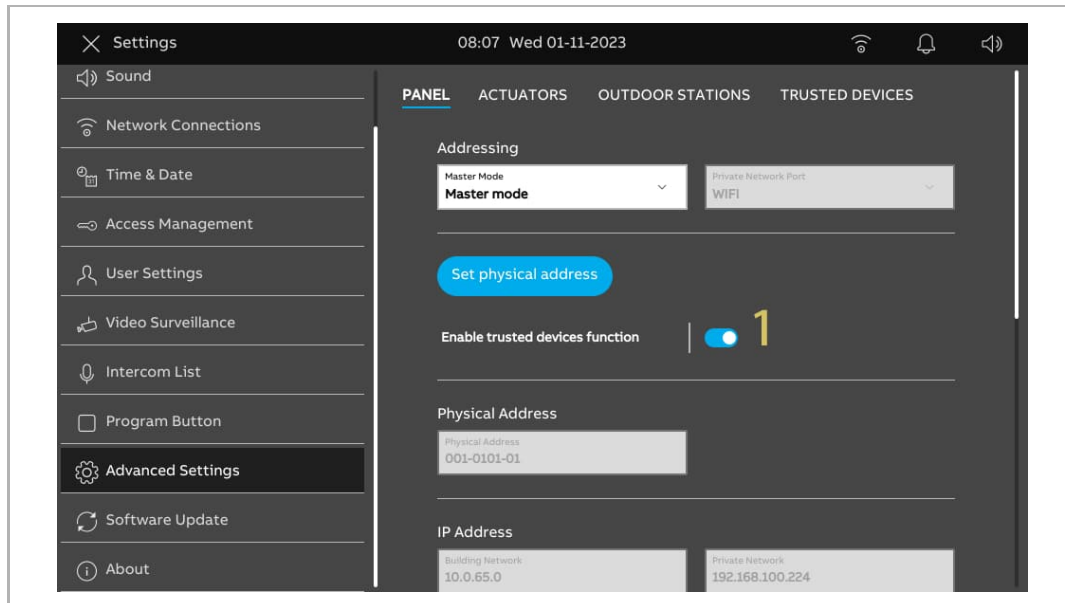 Settings
08:07 Wed 01-11-2023
Sound
Network Connections
Time & Date
Access Management
User Settings
Video Surveillance
Intercom List
Program Button
Advanced Settings
Software Update
About
PANEL ACTUATORS OUTDOOR STATIONS TRUSTED DEVICES
Addressing
Master Mode
Master mode
Private Network Port
WIFI
Set physical address
Enable trusted devices function
1
Physical Address
Physical Address
001-0101-01
IP Address
Building Network
10.0.65.0
Private Network
192.168.100.224